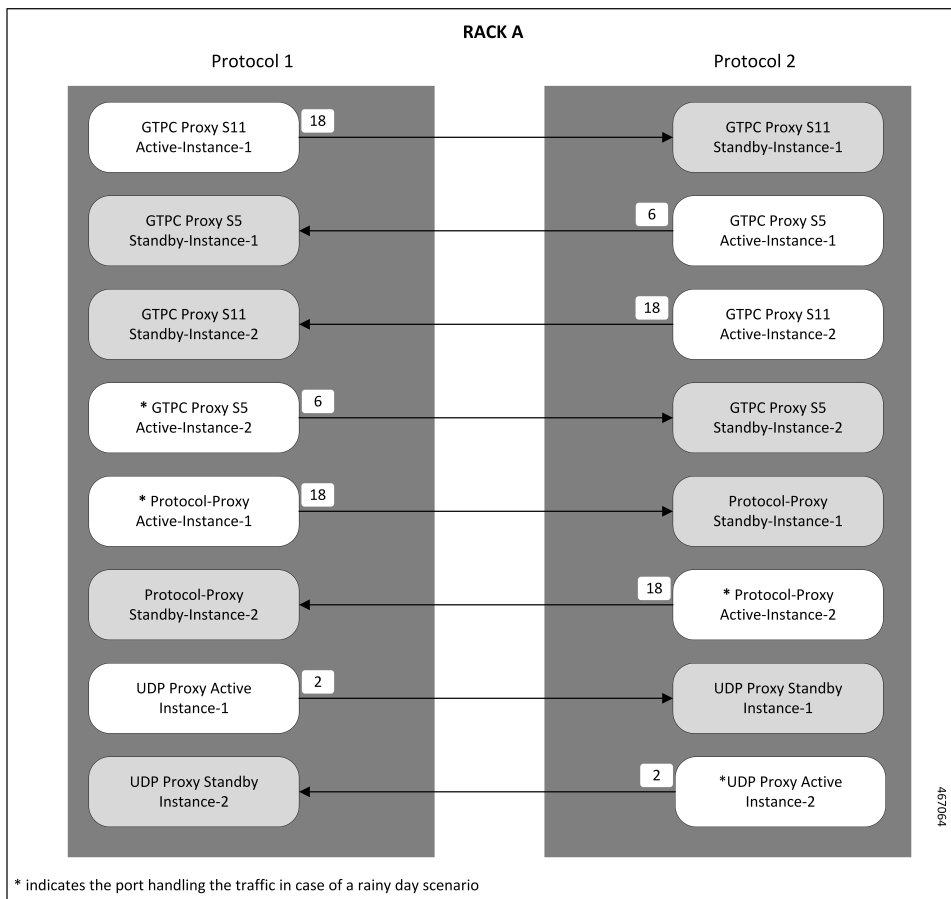 RACK A
Protocol 1
Protocol 2
GTPC Proxy S11
Active-Instance-1
18
GTPC Proxy S11
Standby-Instance-1
GTPC Proxy S5
Standby-Instance-1
6
GTPC Proxy S5
Active-Instance-1
GTPC Proxy S11
Standby-Instance-2
18
GTPC Proxy S11
Active-Instance-2
* GTPC Proxy S5
Active-Instance-2
6
GTPC Proxy S5
Standby-Instance-2
* Protocol-Proxy
Active-Instance-1
18
Protocol-Proxy
Standby-Instance-1
Protocol-Proxy
Standby-Instance-2
18
* Protocol-Proxy
Active-Instance-2
UDP Proxy Active
Instance-1
2
UDP Proxy Standby
Instance-1
UDP Proxy Standby
Instance-2
2
*UDP Proxy Active
Instance-2
467064
* indicates the port handling the traffic in case of a rainy day scenario